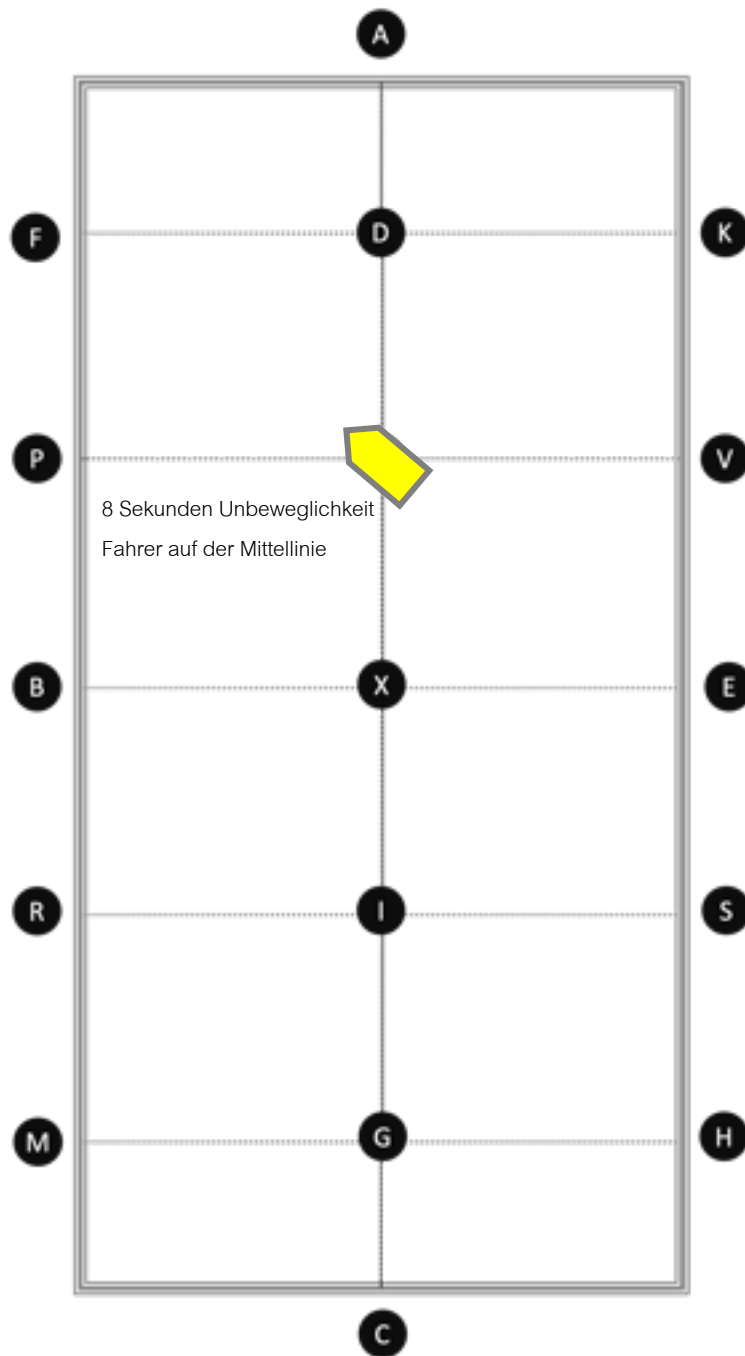 A
F
D
K
P
V
8 Sekunden Unbeweglichkeit
Fahrer auf der Mittellinie
B
X
E
R
I
S
M
G
H
C